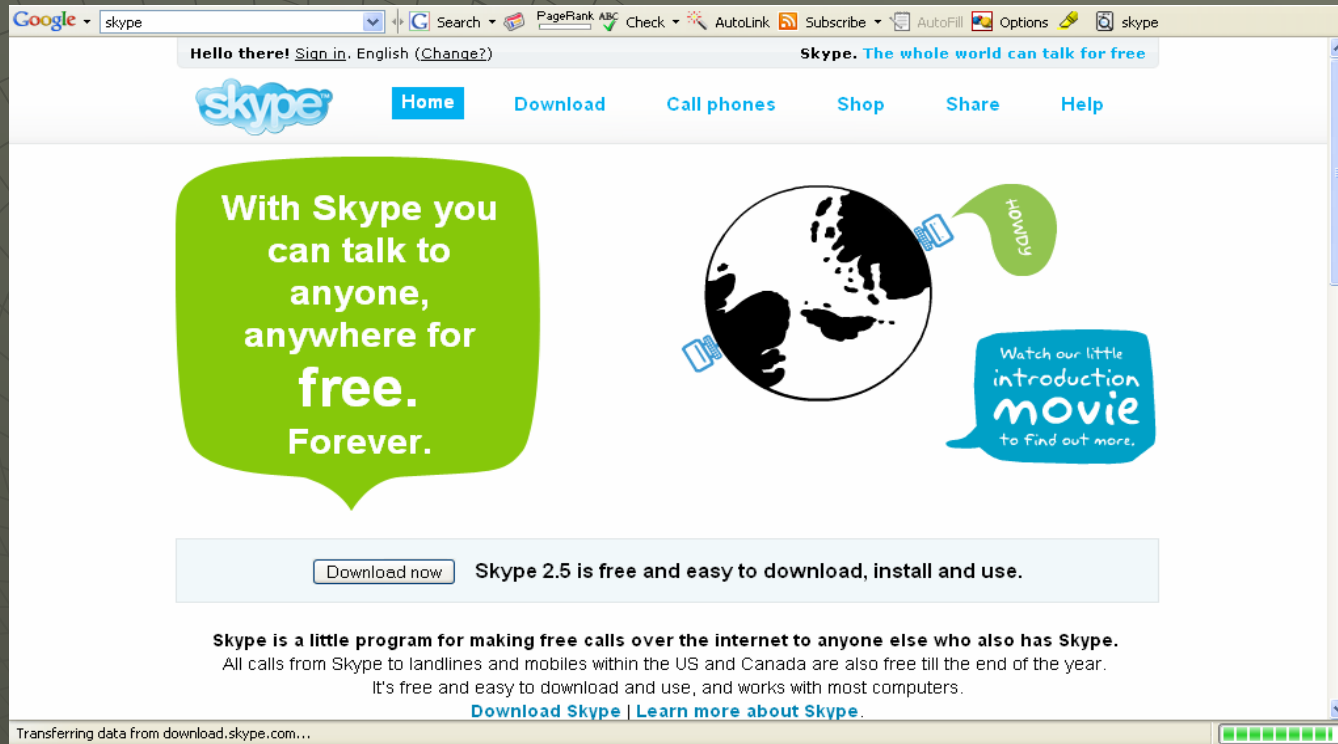 Google skype Search PageRank ABC Check AutoLink Subscribe AutoFill Options skype
Hello there! Sign in. English (Change?) Skype. The whole world can talk for free
skype™ Home Download Call phones Shop Share Help
With Skype you
can talk to
anyone,
anywhere for
free.
Forever.
HOWDY
Watch our little
introduction
movie
to find out more.
Download now Skype 2.5 is free and easy to download, install and use.
Skype is a little program for making free calls over the internet to anyone else who also has Skype.
All calls from Skype to landlines and mobiles within the US and Canada are also free till the end of the year.
It's free and easy to download and use, and works with most computers.
Download Skype | Learn more about Skype.
Transferring data from download.skype.com...